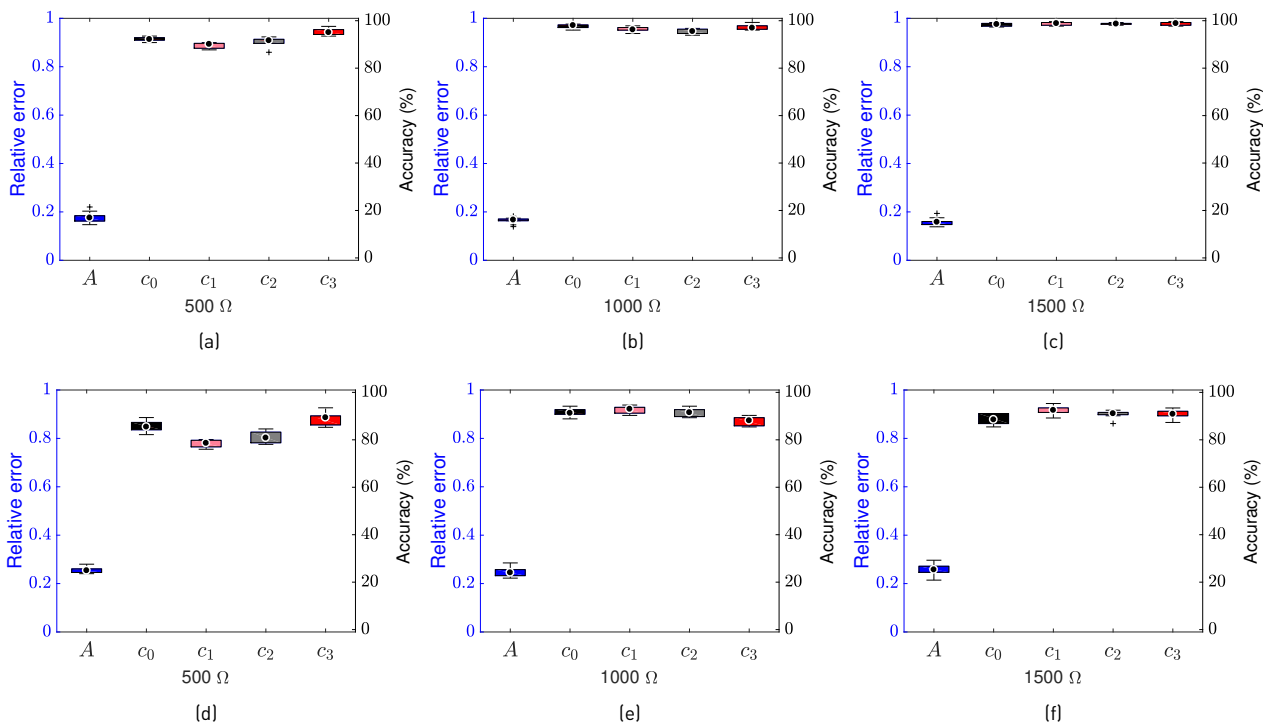 1
0.8
0.6
0.4
0.2
0
Relative error
100
80
60
40
20
0
Accuracy (%)
A c₀ c₁ c₂ c₃
500 Ω
(a)
1
0.8
0.6
0.4
0.2
0
Relative error
100
80
60
40
20
0
Accuracy (%)
A c₀ c₁ c₂ c₃
1000 Ω
(b)
1
0.8
0.6
0.4
0.2
0
Relative error
100
80
60
40
20
0
Accuracy (%)
A c₀ c₁ c₂ c₃
1500 Ω
(c)
1
0.8
0.6
0.4
0.2
0
Relative error
100
80
60
40
20
0
Accuracy (%)
A c₀ c₁ c₂ c₃
500 Ω
(d)
1
0.8
0.6
0.4
0.2
0
Relative error
100
80
60
40
20
0
Accuracy (%)
A c₀ c₁ c₂ c₃
1000 Ω
(e)
1
0.8
0.6
0.4
0.2
0
Relative error
100
80
60
40
20
0
Accuracy (%)
A c₀ c₁ c₂ c₃
1500 Ω
(f)